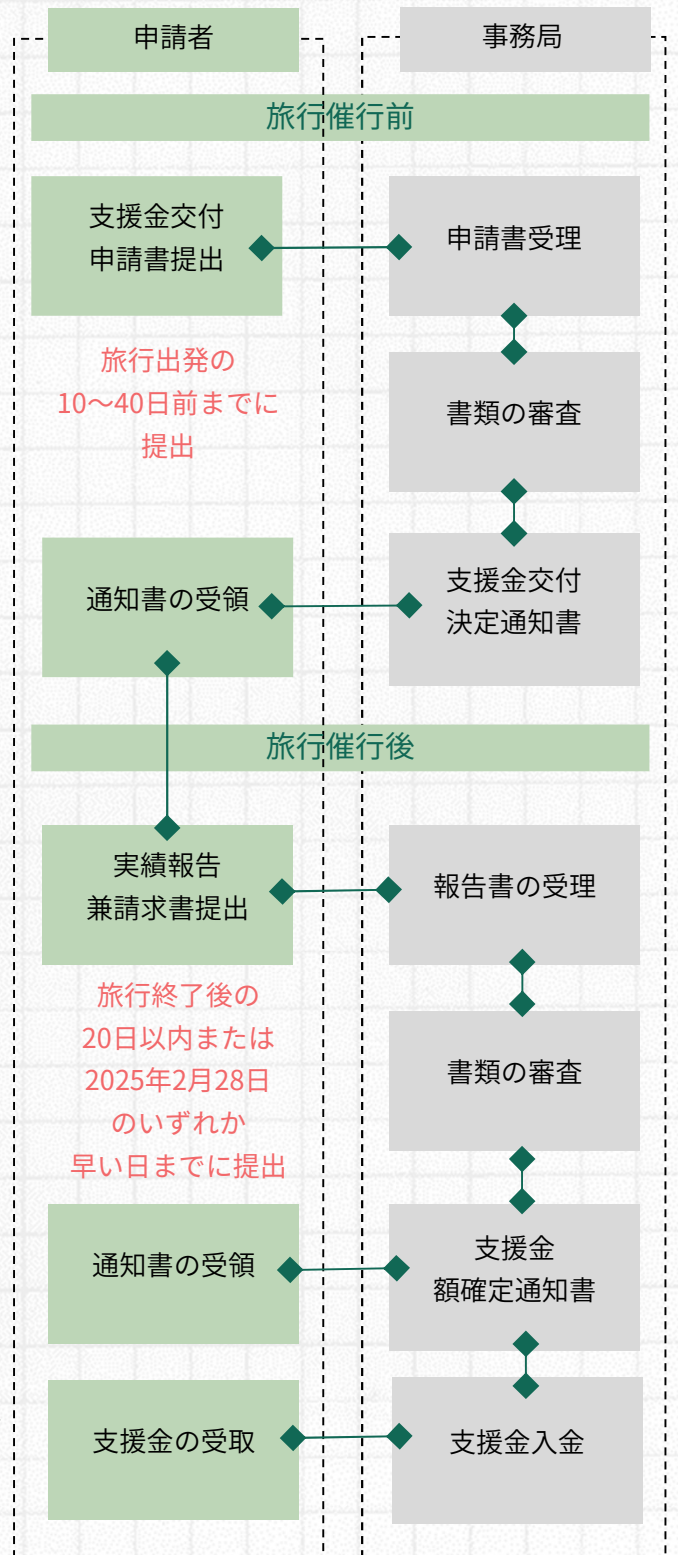 申請者
事務局
旅行催行前
支援金交付
申請書提出
申請書受理
旅行出発の
10～40日前までに
提出
書類の審査
支援金交付
決定通知書
通知書の受領
旅行催行後
実績報告
兼請求書提出
報告書の受理
旅行終了後の
20日以内または
2025年2月28日
のいずれか
早い日までに提出
書類の審査
支援金
額確定通知書
通知書の受領
支援金入金
支援金の受取